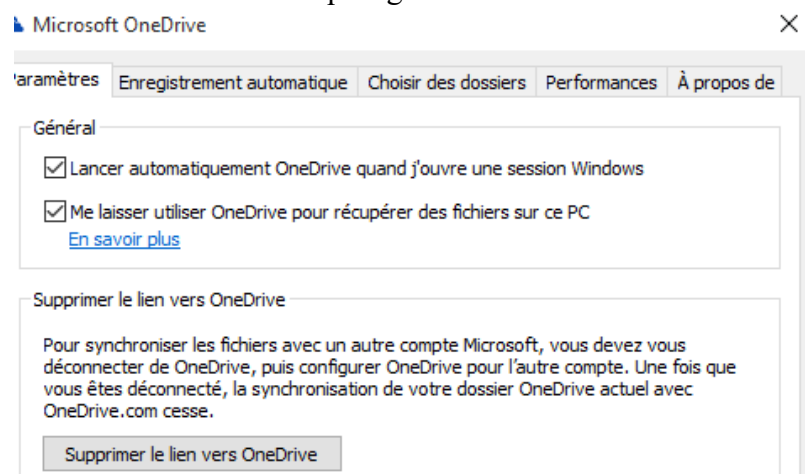 Microsoft OneDrive
Paramètres Enregistrement automatique Choisir des dossiers Performances À propos de
Général
Lancer automatiquement OneDrive quand j'ouvre une session Windows
Me laisser utiliser OneDrive pour récupérer des fichiers sur ce PC
En savoir plus
Supprimer le lien vers OneDrive
Pour synchroniser les fichiers avec un autre compte Microsoft, vous devez vous
déconnecter de OneDrive, puis configurer OneDrive pour l'autre compte. Une fois que
vous êtes déconnecté, la synchronisation de votre dossier OneDrive actuel avec
OneDrive.com cesse.
Supprimer le lien vers OneDrive